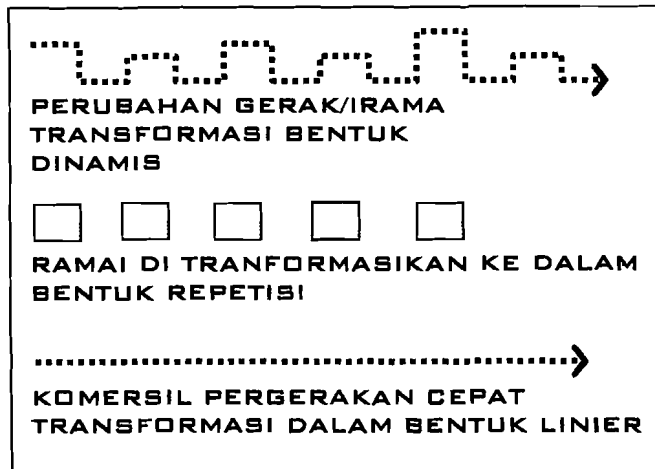 PERUBAHAN GERAK/IRAMA
TRANSFORMASI BENTUK
DINAMIS
RAMAI DI TRANFORMASIKAN KE DALAM
BENTUK REPETISI
KOMERSIL PERGERAKAN CEPAT
TRANSFORMASI DALAM BENTUK LINIER